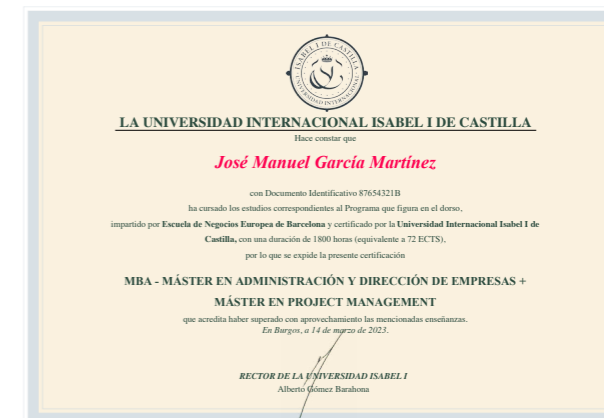 ISABEL I DE CASTILLA
UNIVERSIDAD INTERNACIONAL
LA UNIVERSIDAD INTERNACIONAL ISABEL I DE CASTILLA
Hace constar que
José Manuel García Martínez
con Documento Identificativo 87654321B
ha cursado los estudios correspondientes al Programa que figura en el dorso,
impartido por Escuela de Negocios Europea de Barcelona y certificado por la Universidad Internacional Isabel I de
Castilla, con una duración de 1800 horas (equivalente a 72 ECTS),
por lo que se expide la presente certificación
MBA - MÁSTER EN ADMINISTRACIÓN Y DIRECCIÓN DE EMPRESAS +
MÁSTER EN PROJECT MANAGEMENT
que acredita haber superado con aprovechamiento las mencionadas enseñanzas.
En Burgos, a 14 de marzo de 2023.
RECTOR DE LA UNIVERSIDAD ISABEL I
Alberto Gómez Barahona